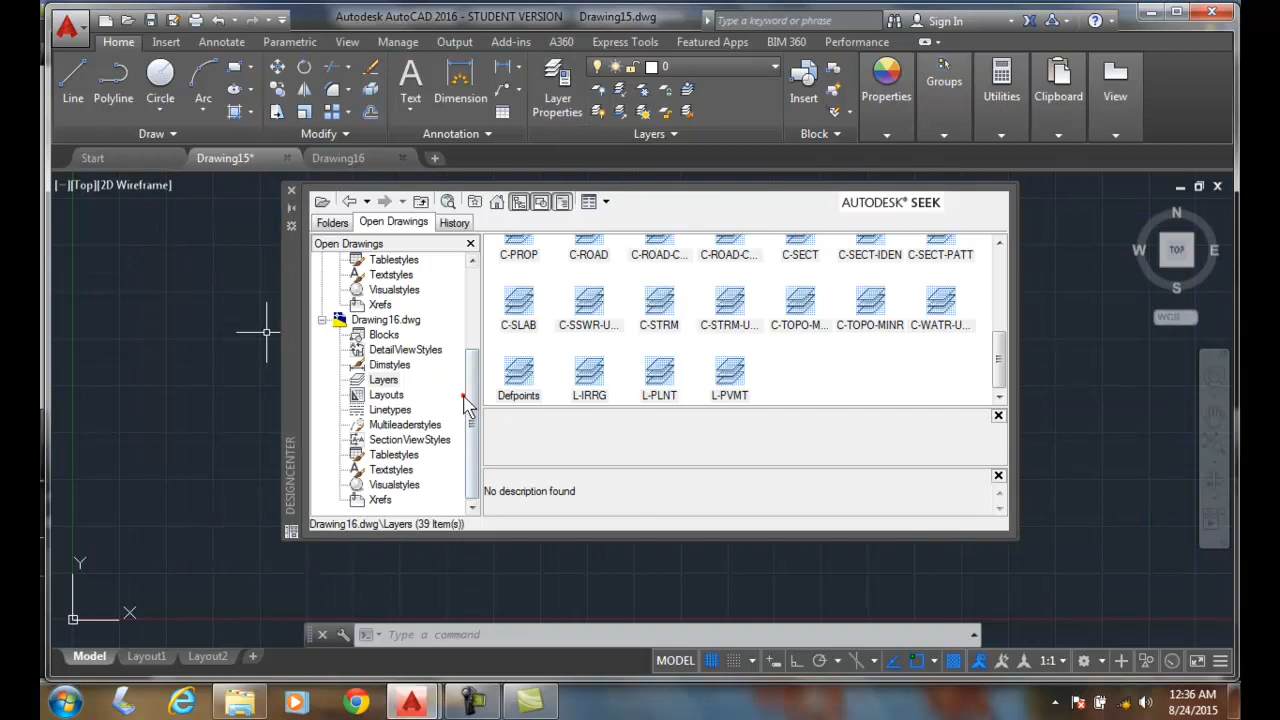 Autodesk AutoCAD 2016 - STUDENT VERSION Drawing15.dwg
Type a keyword or phrase
Sign In
Home Insert Annotate Parametric View Manage Output Add-ins A360 Express Tools Featured Apps BIM 360 Performance
0
Line Polyline Circle Arc Text Dimension Layer Properties Insert Properties Groups Utilities Clipboard View
Draw Modify Annotation Layers Block
Start Drawing15* Drawing16
[−][Top][2D Wireframe]
AUTODESK® SEEK
Folders Open Drawings History
Open Drawings
Tablestyles
Textstyles
Visualstyles
Xrefs
Drawing16.dwg
Blocks
DetailViewStyles
Dimstyles
Layers
Layouts
Linetypes
Multileaderstyles
SectionViewStyles
Tablestyles
Textstyles
Visualstyles
Xrefs
C-PROP C-ROAD C-ROAD-C... C-ROAD-C... C-SECT C-SECT-IDEN C-SECT-PATT
C-SLAB C-SSWR-U... C-STRM C-STRM-U... C-TOPO-M... C-TOPO-MINR C-WATR-U...
Defpoints L-IRRG L-PLNT L-PVMT
No description found
Drawing16.dwg\Layers (39 Item(s))
DESIGNCENTER
N
W TOP E
S
WCS
Y
X
Type a command
Model Layout1 Layout2
MODEL 1:1
12:36 AM
8/24/2015